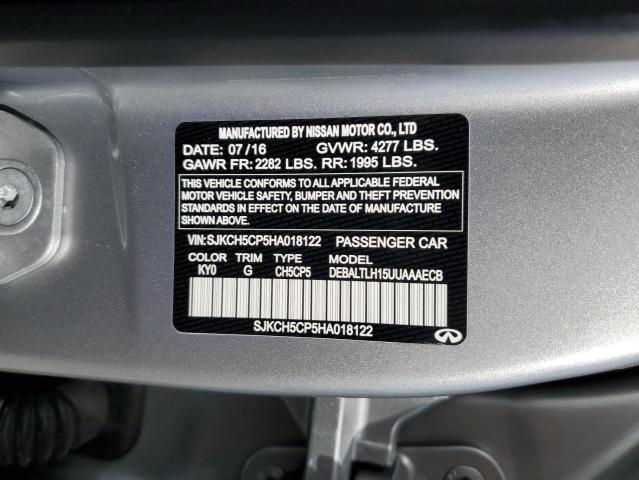 MANUFACTURED BY NISSAN MOTOR CO., LTD
DATE: 07/16 GVWR: 4277 LBS.
GAWR FR: 2282 LBS. RR: 1995 LBS.
THIS VEHICLE CONFORMS TO ALL APPLICABLE FEDERAL
MOTOR VEHICLE SAFETY, BUMPER AND THEFT PREVENTION
STANDARDS IN EFFECT ON THE DATE OF MANUFACTURE
SHOWN ABOVE.
VIN:SJKCH5CP5HA018122 PASSENGER CAR
COLOR TRIM TYPE MODEL
KY0 G CH5CP5 DEBALTLH15UUAAAECB
SJKCH5CP5HA018122